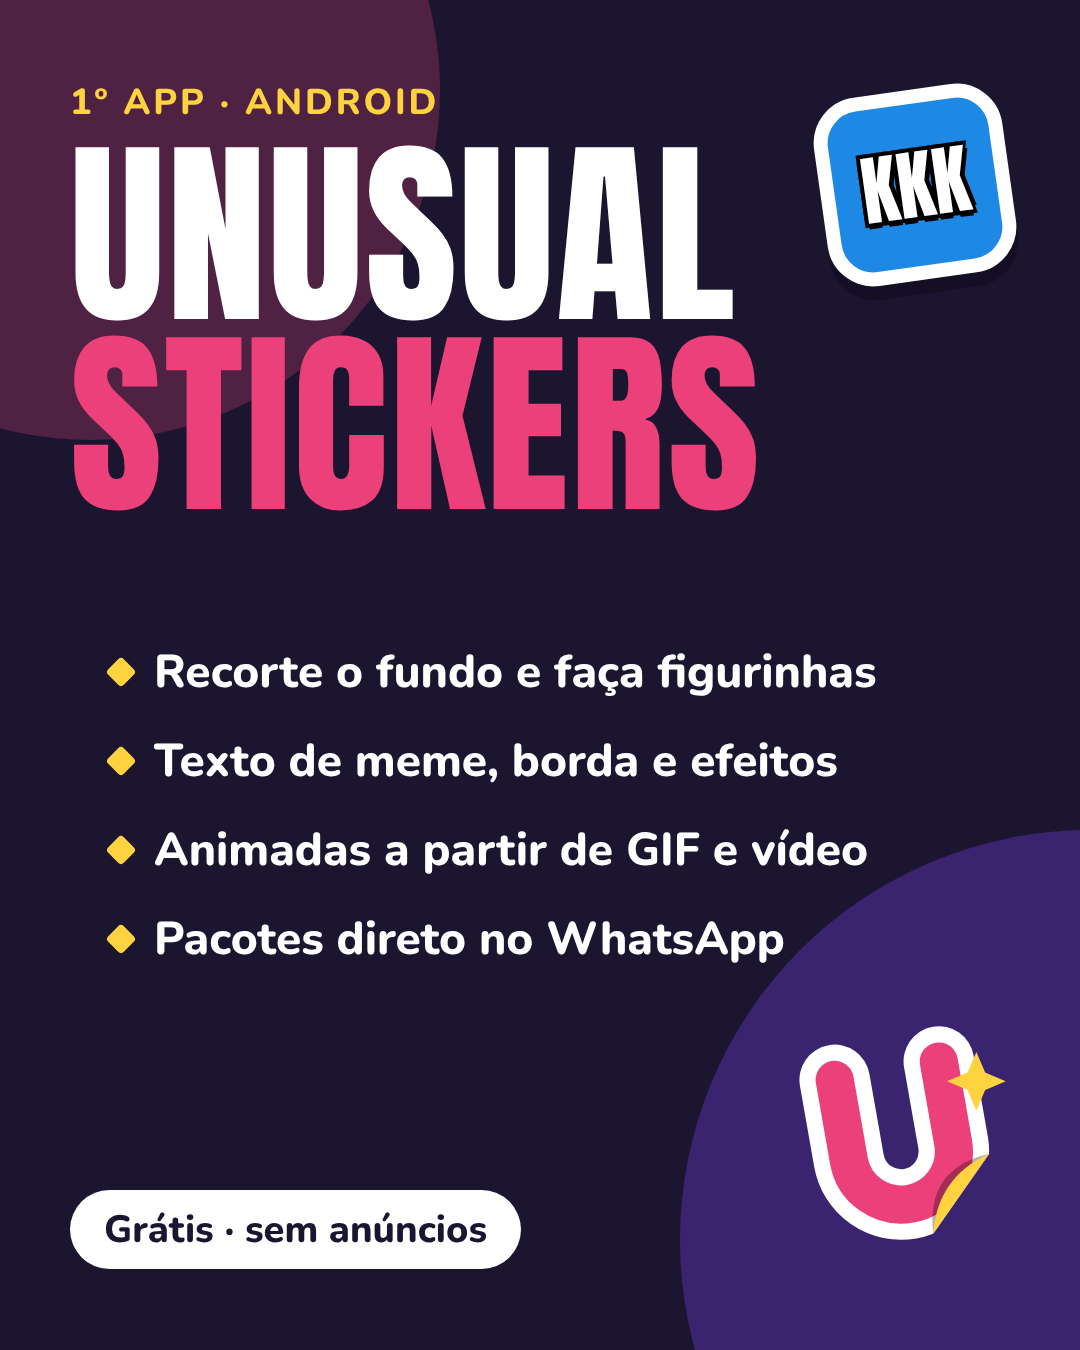 1º APP · ANDROID
UNUSUAL
STICKERS
KKK
Recorte o fundo e faça figurinhas
Texto de meme, borda e efeitos
Animadas a partir de GIF e vídeo
Pacotes direto no WhatsApp
U
Grátis · sem anúncios